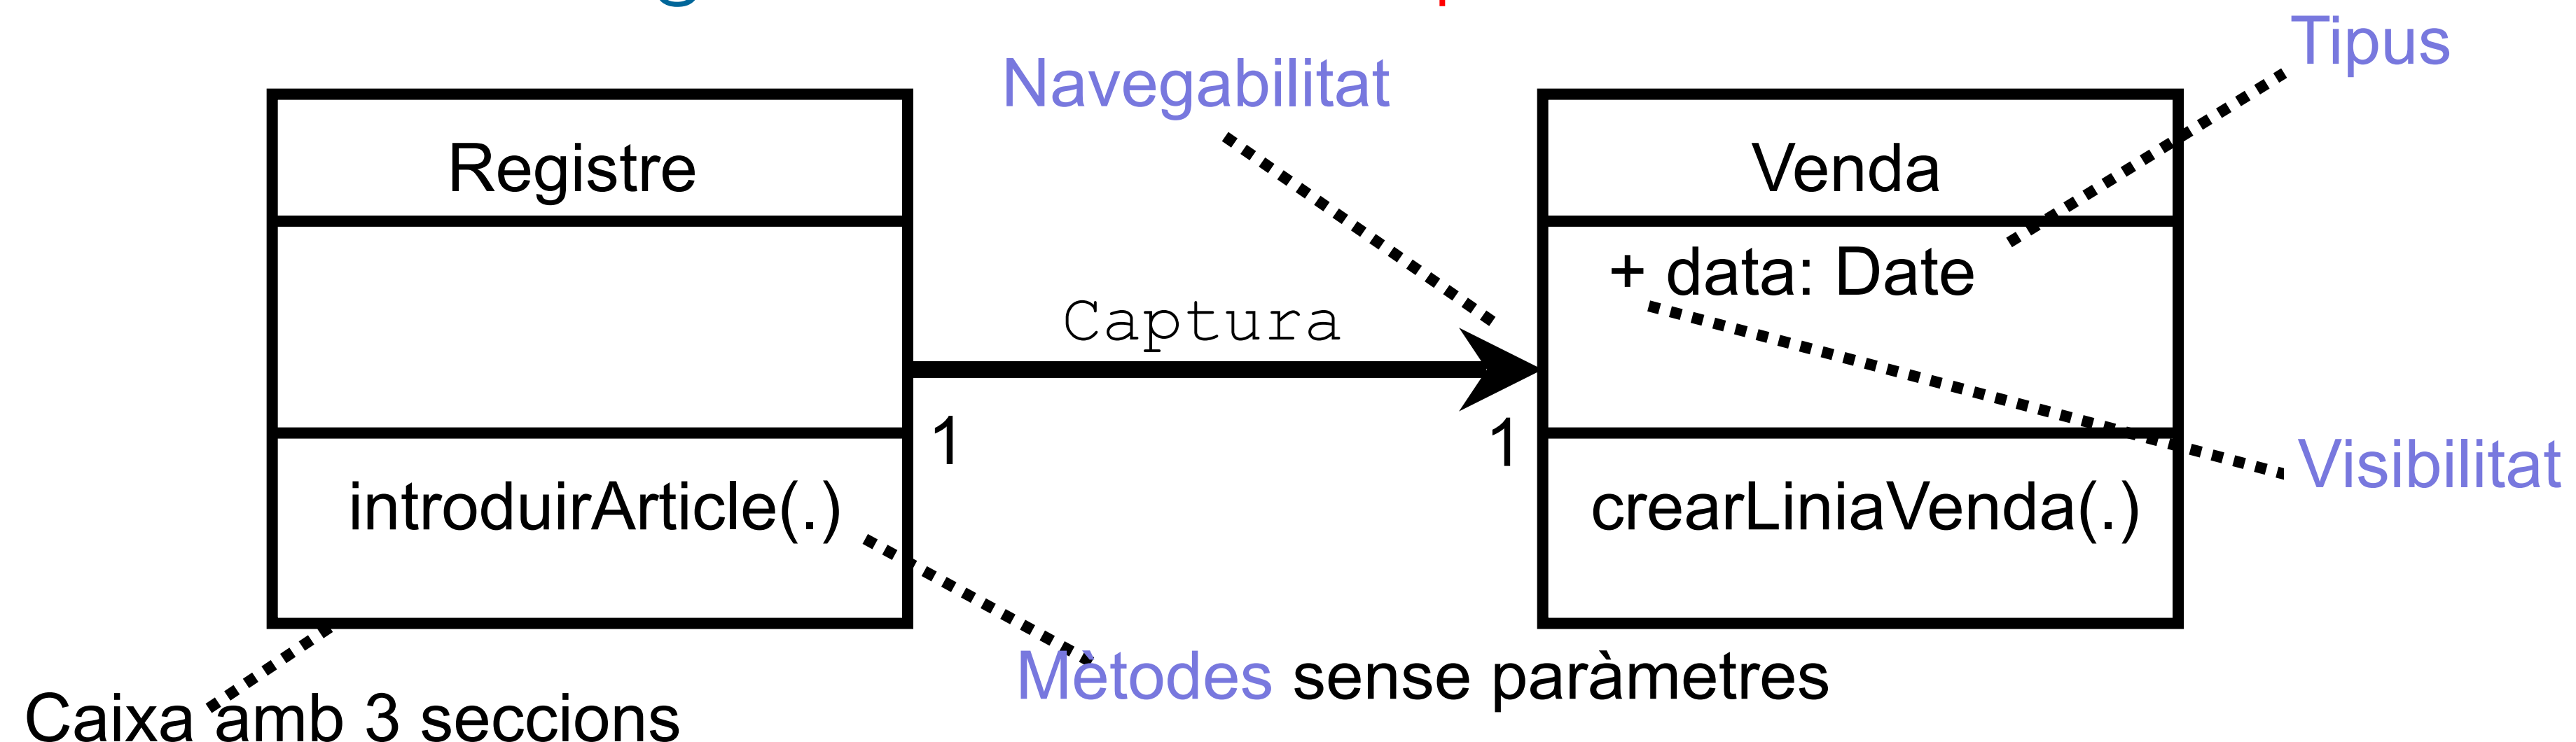 Tipus
Navegabilitat
Registre
Venda
+ data: Date
Captura
1
1
Visibilitat
introduirArticle(.)
crearLiniaVenda(.)
Mètodes sense paràmetres
Caixa amb 3 seccions